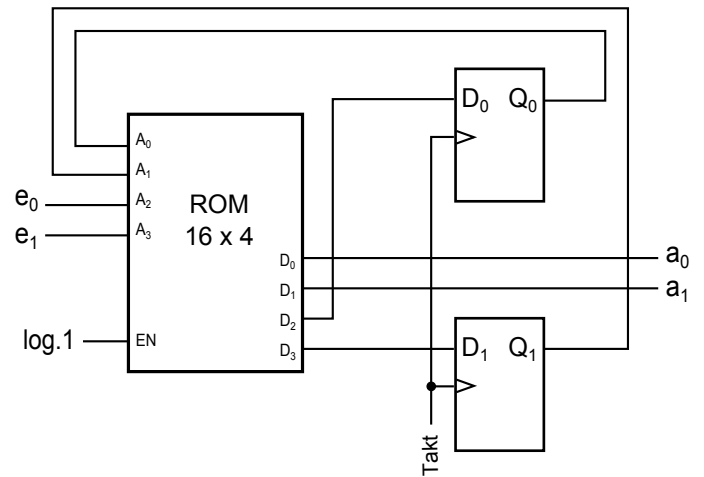 D₀ Q₀
A₀
A₁
e₀ A₂ ROM
e₁ A₃ 16 x 4
D₀ a₀
D₁ a₁
D₂
log.1 EN D₃ D₁ Q₁
Takt